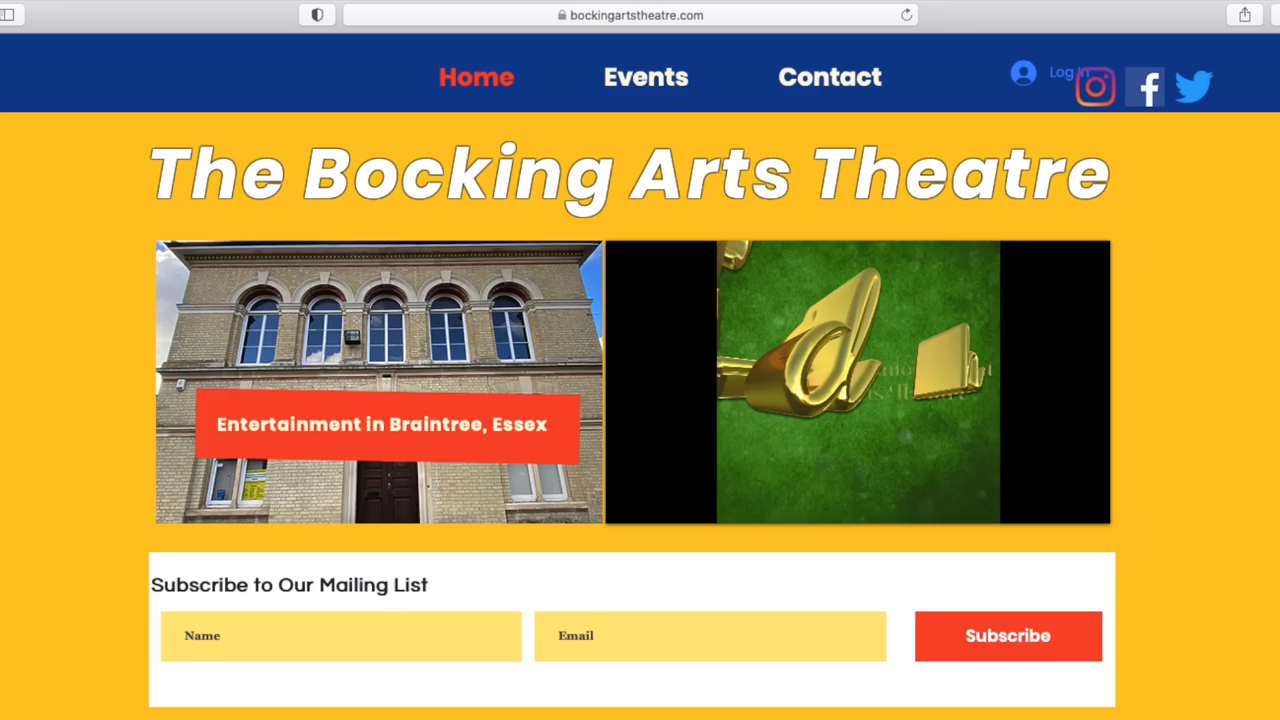 bockingartstheatre.com
Home Events Contact Log In
The Bocking Arts Theatre
Entertainment in Braintree, Essex
Subscribe to Our Mailing List
Name Email Subscribe